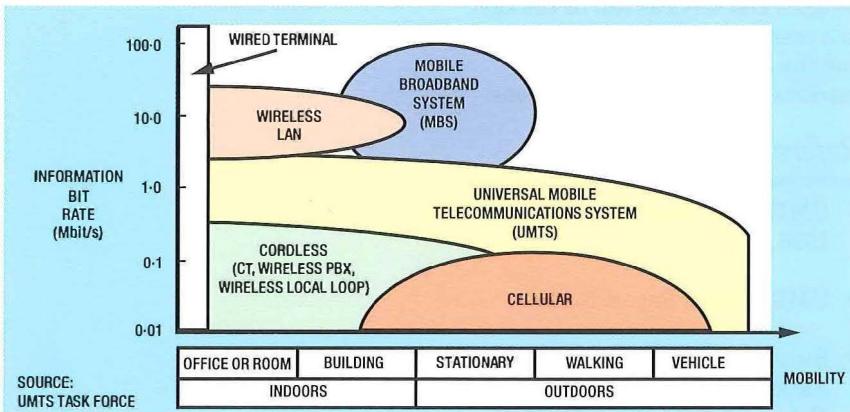 100·0
10·0
1·0
0·1
0·01
INFORMATION
BIT
RATE
(Mbit/s)
WIRED TERMINAL
MOBILE
BROADBAND
SYSTEM
(MBS)
WIRELESS
LAN
UNIVERSAL MOBILE
TELECOMMUNICATIONS SYSTEM
(UMTS)
CORDLESS
(CT, WIRELESS PBX,
WIRELESS LOCAL LOOP)
CELLULAR
OFFICE OR ROOM BUILDING STATIONARY WALKING VEHICLE
INDOORS OUTDOORS
MOBILITY
SOURCE:
UMTS TASK FORCE